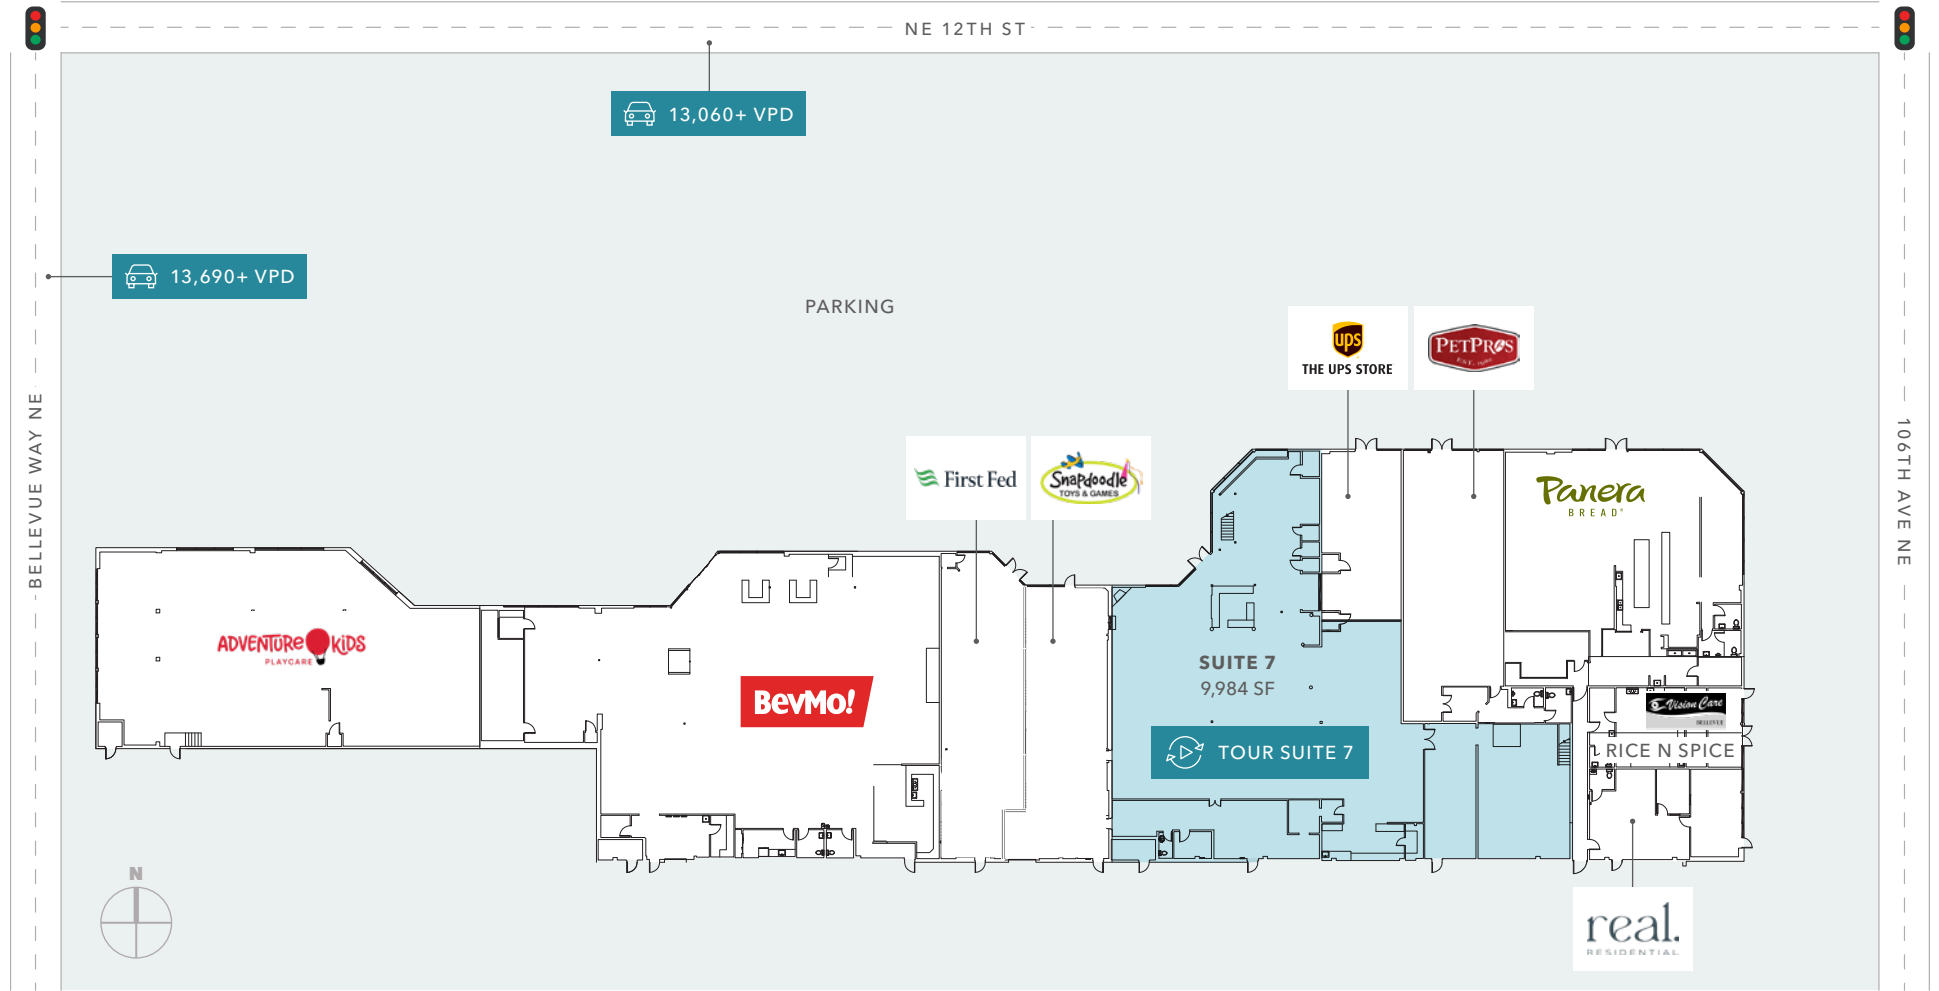 NE 12TH ST
13,060+ VPD
13,690+ VPD
PARKING
BELLEVUE WAY NE
106TH AVE NE
ups
THE UPS STORE
PETPROS
First Fed
Snapdoodle
TOYS & GAMES
Panera
BREAD®
ADVENTURE KIDS
PLAYCARE
BevMo!
SUITE 7
9,984 SF
TOUR SUITE 7
Vision Care
BELLEVUE
RICE N SPICE
N
real.
RESIDENTIAL